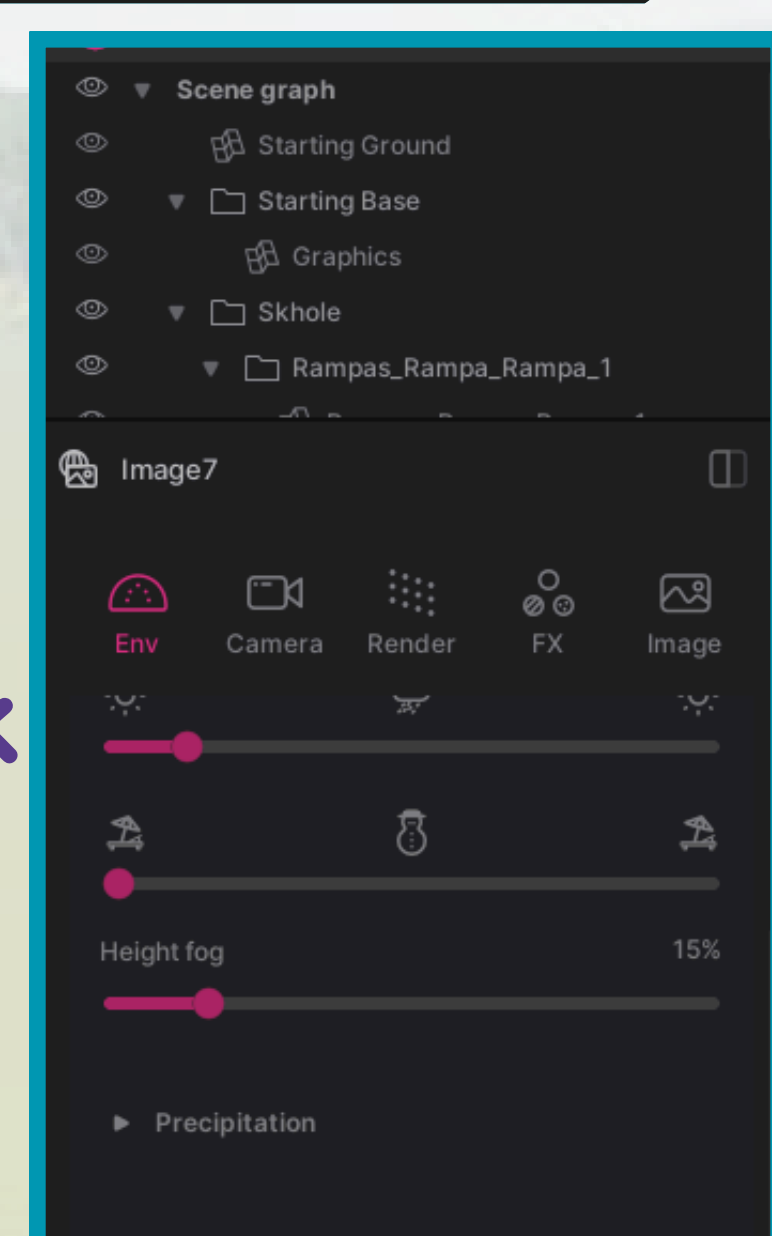 Scene graph
Starting Ground
Starting Base
Graphics
Skhole
Rampas_Rampa_Rampa_1
Image7
Env Camera Render FX Image
Height fog 15%
Precipitation